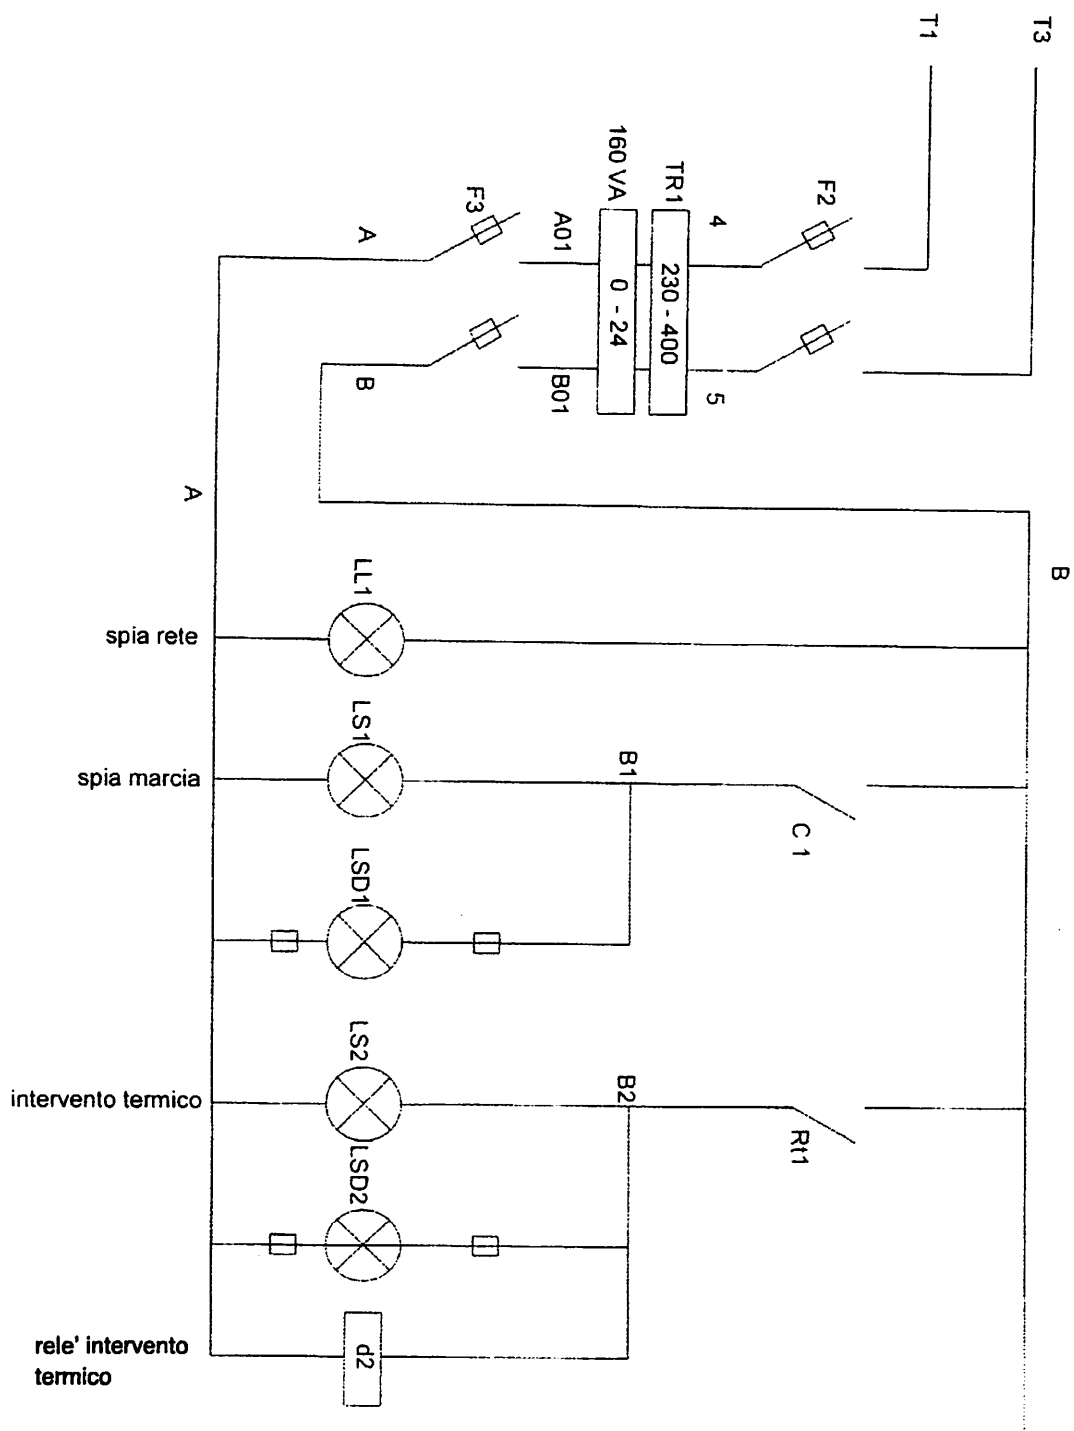 T1
T3
F2
4
5
TR1
230 - 400
160 VA
0 - 24
A01
B01
F3
A
B
A
B
LL1
spia rete
LS1
spia marcia
B1
C 1
LSD1
LS2
intervento termico
B2
Rt1
LSD2
d2
rele' intervento
termico